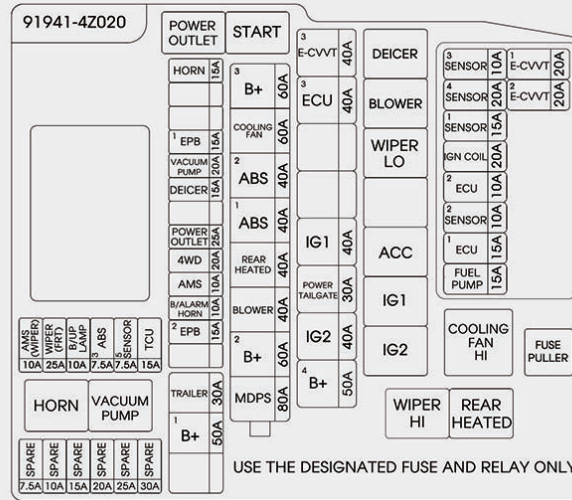 91941-4Z020
POWER OUTLET
HORN 15A
1 EPB 15A
VACUUM PUMP 20A
DEICER 15A
POWER OUTLET 25A
4WD 20A
AMS 10A
B/ALARM HORN 10A
2 EPB 15A
TRAILER 30A
1 B+ 50A
START
3 B+ 60A
COOLING FAN 60A
2 ABS 40A
1 ABS 40A
REAR HEATED 40A
BLOWER 40A
2 B+ 60A
MDPS 80A
3 E-CVVT 40A
3 ECU 40A
IG1 40A
POWER TAILGATE 30A
IG2 40A
4 B+ 50A
DEICER
BLOWER
WIPER LO
ACC
IG1
IG2
3 SENSOR 10A
1 E-CVVT 20A
4 SENSOR 20A
2 E-CVVT 20A
1 SENSOR 15A
IGN COIL 20A
2 ECU 10A
2 SENSOR 10A
1 ECU 15A
FUEL PUMP 15A
COOLING FAN HI
FUSE PULLER
WIPER HI
REAR HEATED
AMS (WIPER) 10A
WIPER (FRT) 25A
B/UP LAMP 10A
3 ABS 7.5A
5 SENSOR 7.5A
TCU 15A
HORN
VACUUM PUMP
SPARE 7.5A
SPARE 10A
SPARE 15A
SPARE 20A
SPARE 25A
SPARE 30A
USE THE DESIGNATED FUSE AND RELAY ONLY